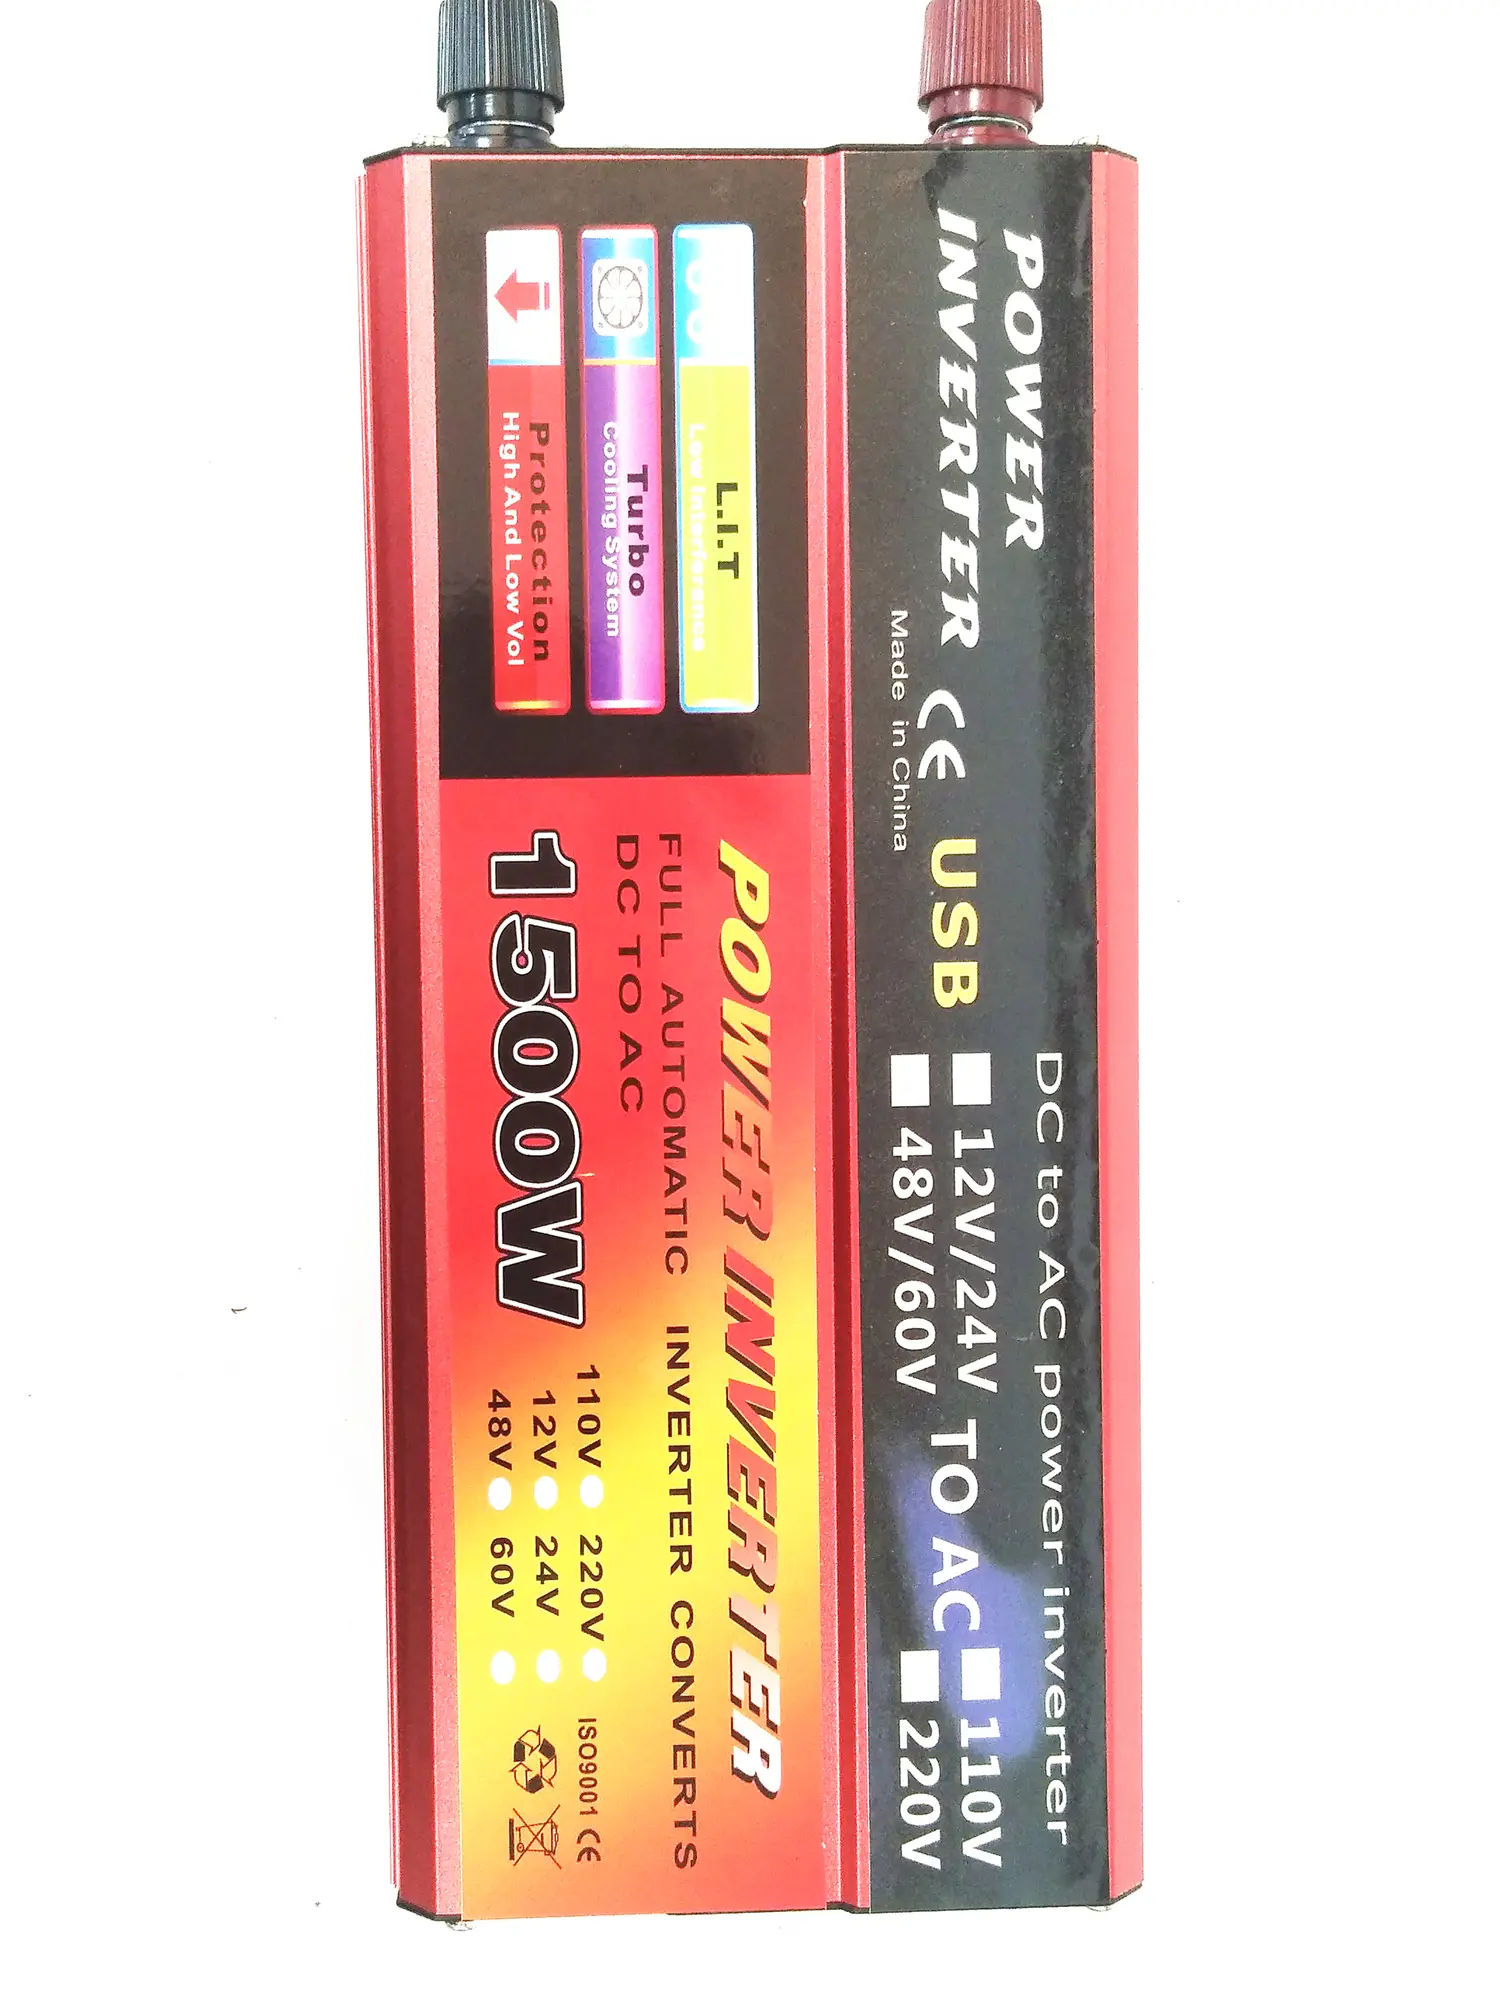 POWER
INVERTER CE USB
Made in China
DC to AC power inverter
12V/24V
48V/60V
TO AC
110V
220V
L.I.T
Low Interference
Turbo
Cooling System
Protection
High And Low Vol
POWER INVERTER
FULL AUTOMATIC INVERTER CONVERTS
DC TO AC
1500W
110V 220V
12V 24V
48V 60V
ISO9001 CE